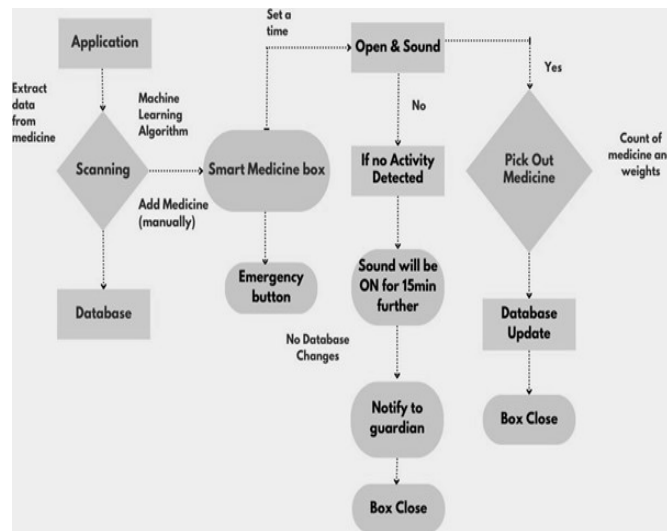 Set a
time
Application
Open & Sound
Yes
Extract
data
from
medicine
Machine
Learning
Algorithm
No
Scanning
Smart Medicine box
If no Activity
Detected
Pick Out
Medicine
Count of
medicine an
weights
Add Medicine
(manually)
Emergency
button
Sound will be
ON for 15min
further
Database
Database
Update
No Database
Changes
Notify to
guardian
Box Close
Box Close